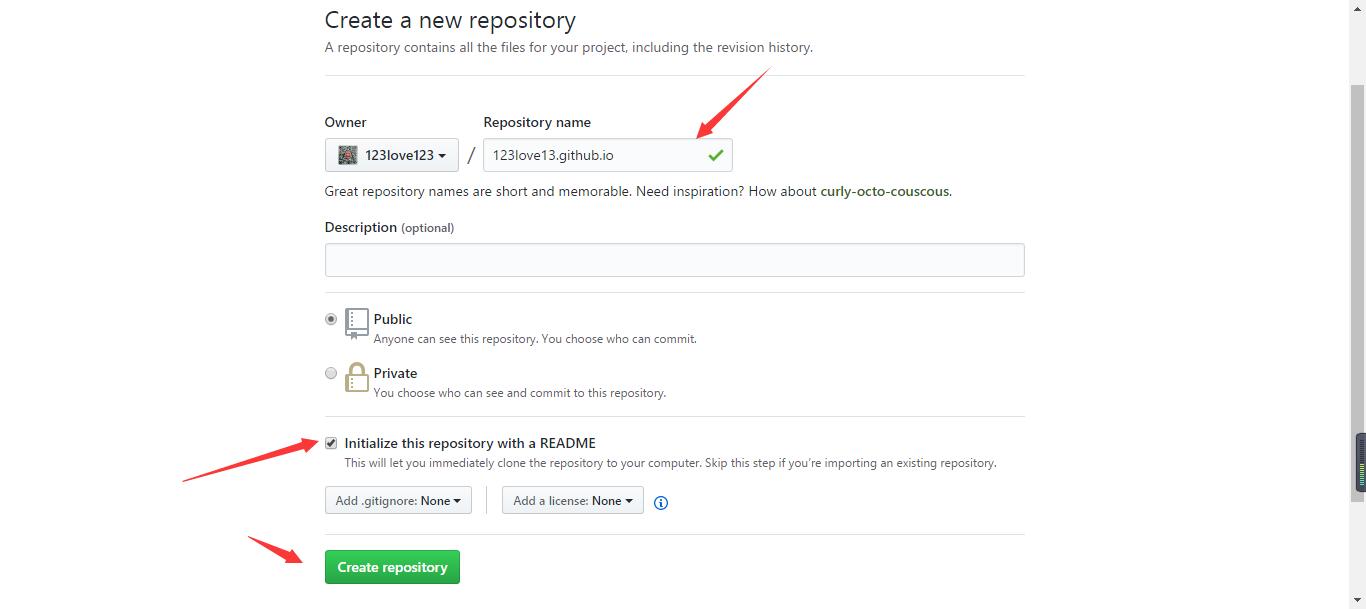 Create a new repository
A repository contains all the files for your project, including the revision history.
Owner
Repository name
123love123
/
123love13.github.io
Great repository names are short and memorable. Need inspiration? How about curly-octo-couscous.
Description (optional)
Public
Anyone can see this repository. You choose who can commit.
Private
You choose who can see and commit to this repository.
Initialize this repository with a README
This will let you immediately clone the repository to your computer. Skip this step if you’re importing an existing repository.
Add .gitignore: None
Add a license: None
Create repository